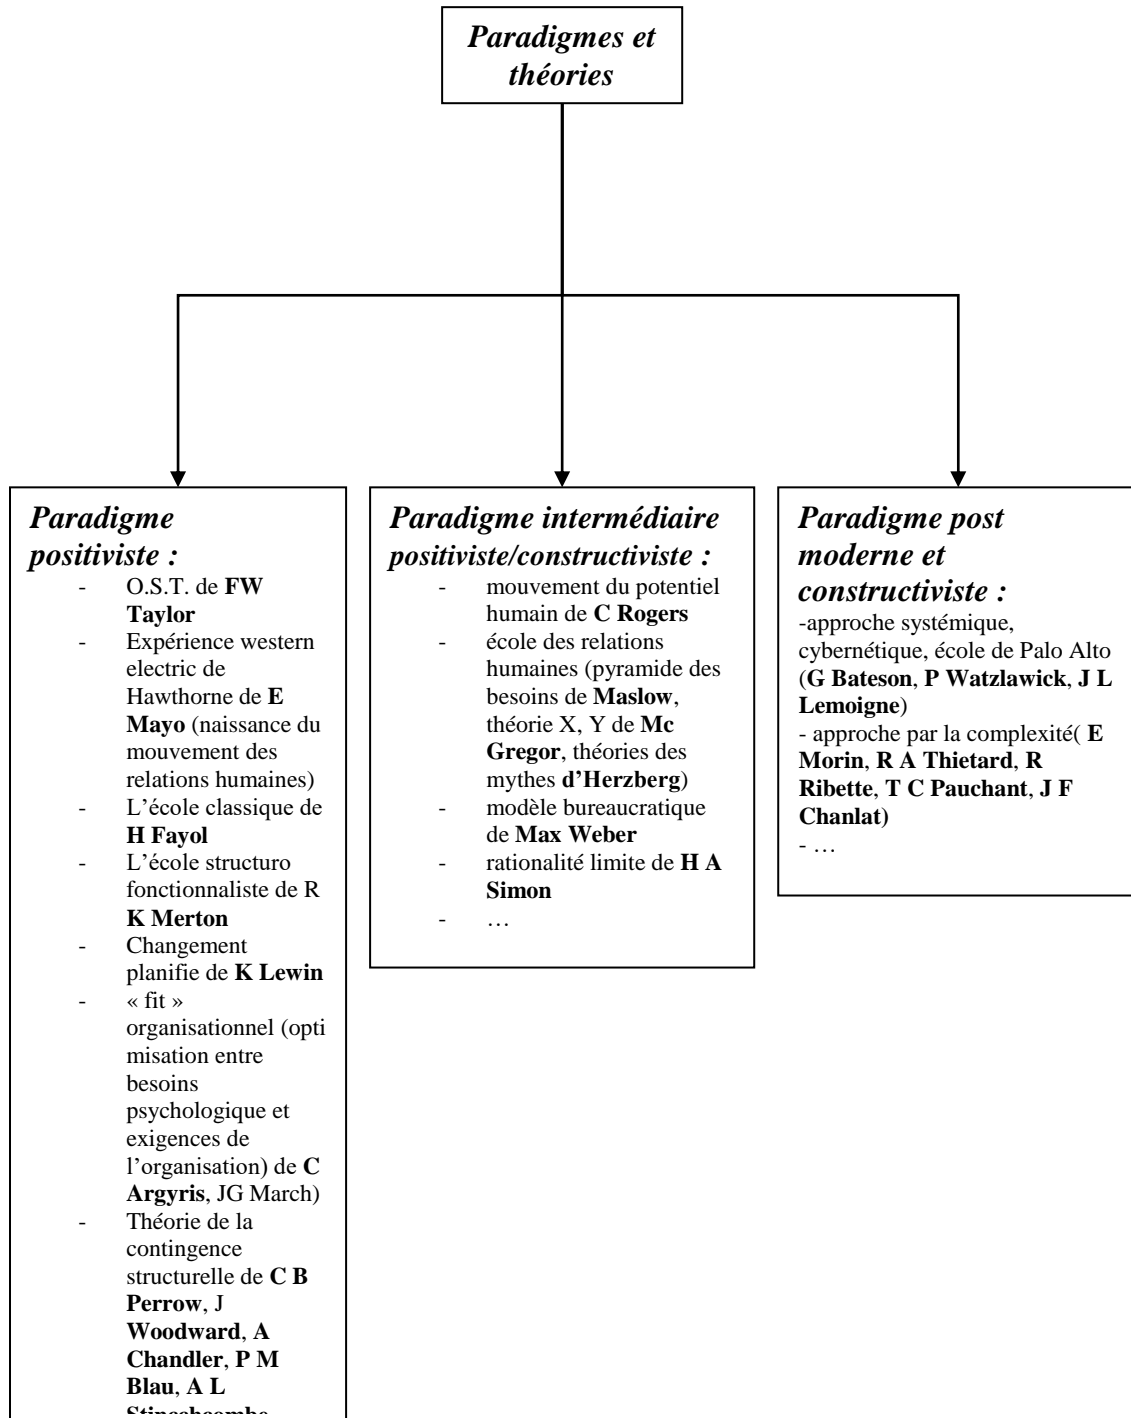 Paradigmes et
théories
Paradigme
positiviste :
- O.S.T. de FW
Taylor
- Expérience western
electric de
Hawthorne de E
Mayo (naissance du
mouvement des
relations humaines)
- L'école classique de
H Fayol
- L'école structuro
fonctionnaliste de R
K Merton
- Changement
planifie de K Lewin
- « fit »
organisationnel (opti
misation entre
besoins
psychologique et
exigences de
l'organisation) de C
Argyris, JG March)
- Théorie de la
contingence
structurelle de C B
Perrow, J
Woodward, A
Chandler, P M
Blau, A L
Paradigme intermédiaire
positiviste/constructiviste :
- mouvement du potentiel
humain de C Rogers
- école des relations
humaines (pyramide des
besoins de Maslow,
théorie X, Y de Mc
Gregor, théories des
mythes d'Herzberg)
- modèle bureaucratique
de Max Weber
- rationalité limite de H A
Simon
- …
Paradigme post
moderne et
constructiviste :
-approche systémique,
cybernétique, école de Palo Alto
(G Bateson, P Watzlawick, J L
Lemoigne)
- approche par la complexité( E
Morin, R A Thietard, R
Ribette, T C Pauchant, J F
Chanlat)
- …